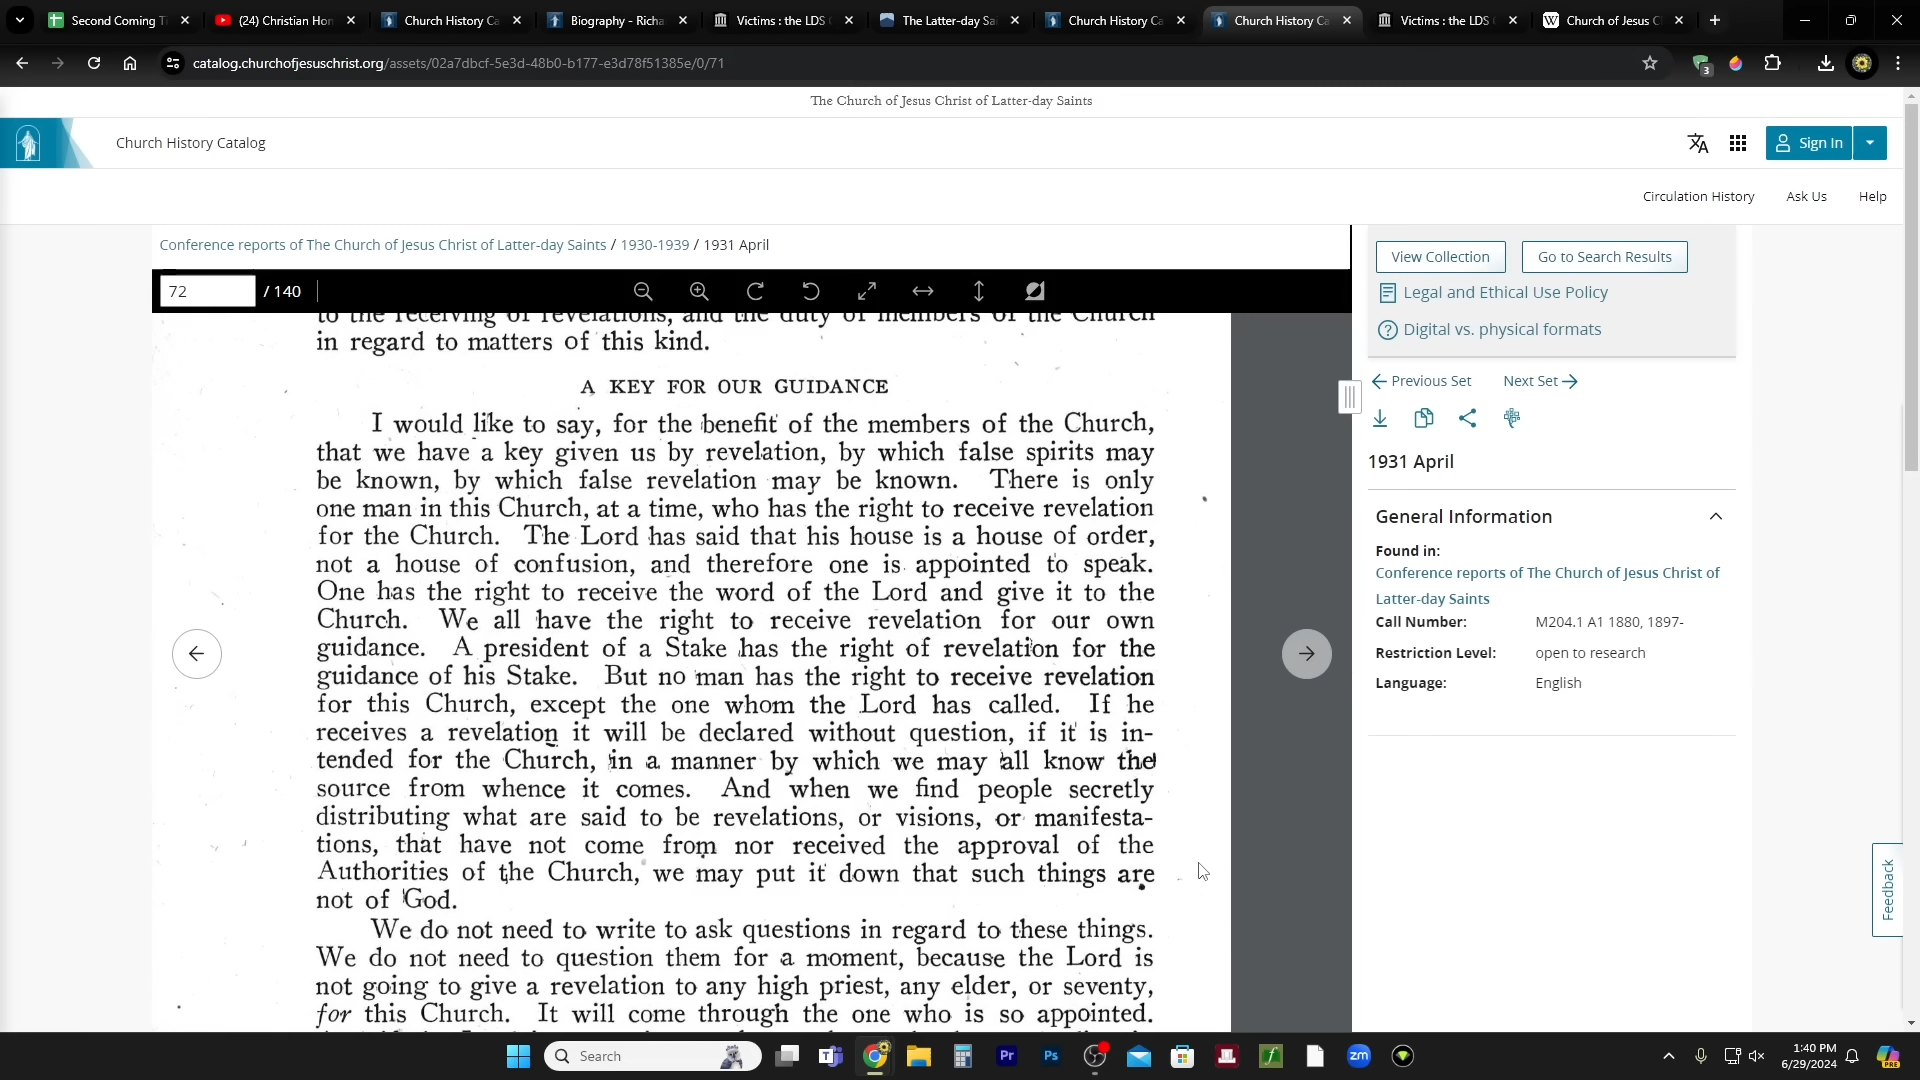 Second Coming T
(24) Christian Hon
Church History Ca
Biography - Richa
Victims : the LDS
The Latter-day Sa
Church History Ca
Church History Ca
Victims : the LDS
Church of Jesus C
catalog.churchofjesuschrist.org/assets/02a7dbcf-5e3d-48b0-b177-e3d78f51385e/0/71
3
The Church of Jesus Christ of Latter-day Saints
Church History Catalog
Sign In
Circulation History
Ask Us
Help
Conference reports of The Church of Jesus Christ of Latter-day Saints / 1930-1939 / 1931 April
72 / 140
to the receiving of revelations, and the duty of members of the Church
in regard to matters of this kind.
A KEY FOR OUR GUIDANCE
I would like to say, for the benefit of the members of the Church,
that we have a key given us by revelation, by which false spirits may
be known, by which false revelation may be known. There is only
one man in this Church, at a time, who has the right to receive revelation
for the Church. The Lord has said that his house is a house of order,
not a house of confusion, and therefore one is appointed to speak.
One has the right to receive the word of the Lord and give it to the
Church. We all have the right to receive revelation for our own
guidance. A president of a Stake has the right of revelation for the
guidance of his Stake. But no man has the right to receive revelation
for this Church, except the one whom the Lord has called. If he
receives a revelation it will be declared without question, if it is in-
tended for the Church, in a manner by which we may all know the
source from whence it comes. And when we find people secretly
distributing what are said to be revelations, or visions, or manifesta-
tions, that have not come from nor received the approval of the
Authorities of the Church, we may put it down that such things are
not of God.
We do not need to write to ask questions in regard to these things.
We do not need to question them for a moment, because the Lord is
not going to give a revelation to any high priest, any elder, or seventy,
for this Church. It will come through the one who is so appointed.
View Collection
Go to Search Results
Legal and Ethical Use Policy
Digital vs. physical formats
Previous Set
Next Set
1931 April
General Information
Found in:
Conference reports of The Church of Jesus Christ of
Latter-day Saints
Call Number: M204.1 A1 1880, 1897-
Restriction Level: open to research
Language: English
Feedback
Search
Pr
Ps
zm
1:40 PM
6/29/2024
PRE